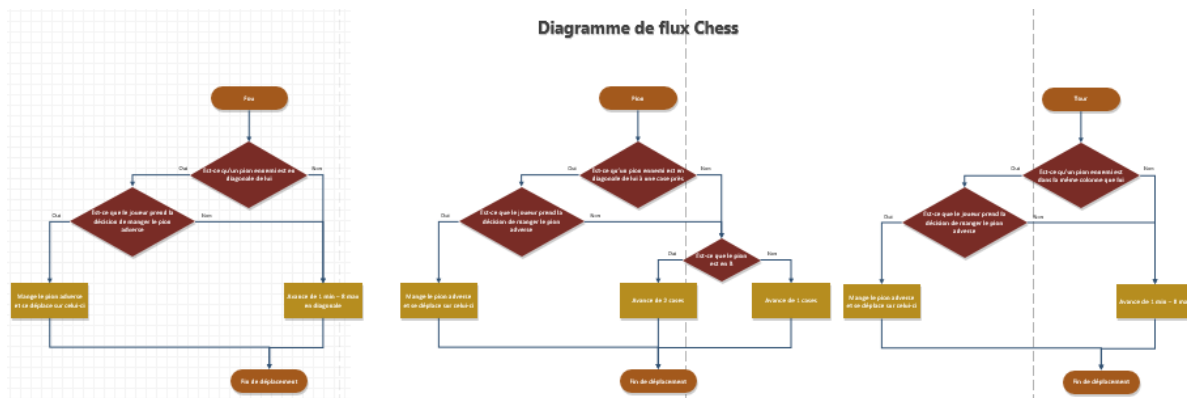 Diagramme de flux Chess
Fou
Est-ce qu'un pion ennemi est en
diagonale de lui
Oui
Non
Est-ce que le joueur prend la
décision de manger le pion
adverse
Oui
Non
Mange le pion adverse
et se déplace sur celui-ci
Avance de 1 min – 8 max
en diagonale
Fin de déplacement
Pion
Est-ce qu'un pion ennemi est en
diagonale de lui à une case près
Oui
Non
Est-ce que le joueur prend la
décision de manger le pion
adverse
Oui
Non
Est-ce que le pion
est en
Oui
Non
Mange le pion adverse
et se déplace sur celui-ci
Avance de 2 cases
Avance de 1 cases
Fin de déplacement
Tour
Est-ce qu'un pion ennemi est
dans la même colonne que lui
Est-ce que le joueur prend la
décision de manger le pion
adverse
Oui
Non
Mange le pion adverse
et se déplace sur celui-ci
Avance de 1 min – 8 ma
Fin de déplacement